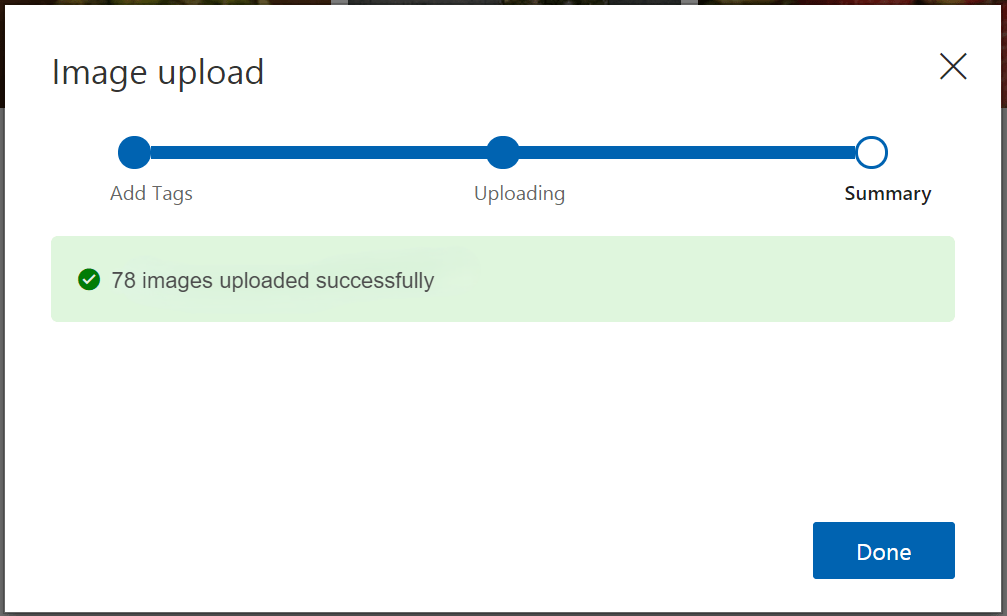 Image upload
Add Tags
Uploading
Summary
78 images uploaded successfully
Done